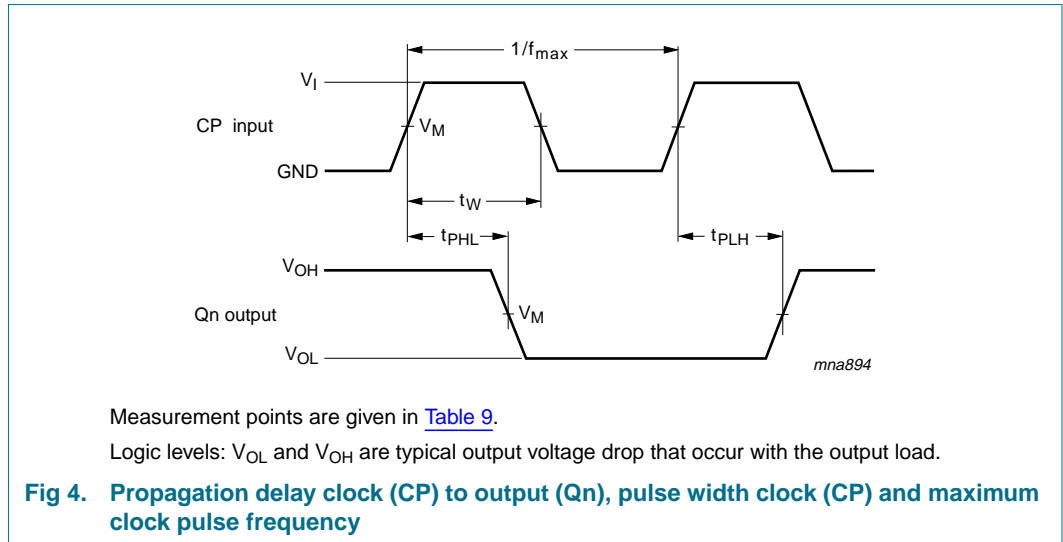 1/fmax
VI
CP input
VM
GND
tW
tPHL
tPLH
VOH
Qn output
VM
VOL
mna894
Measurement points are given in Table 9.
Logic levels: VOL and VOH are typical output voltage drop that occur with the output load.
Fig 4. Propagation delay clock (CP) to output (Qn), pulse width clock (CP) and maximum
clock pulse frequency